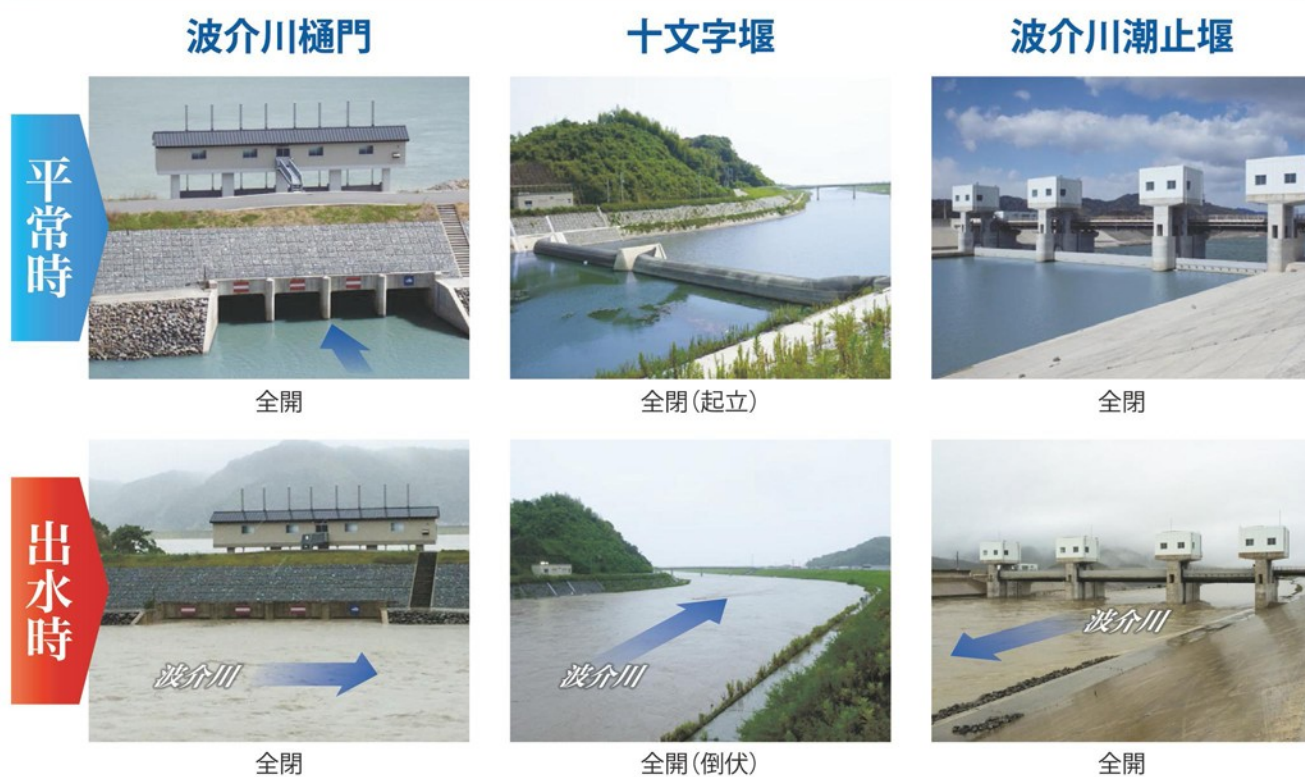 波介川樋門
十文字堰
波介川潮止堰
平常時
全開
全閉(起立)
全閉
出水時
波介川
波介川
波介川
全閉
全開(倒伏)
全開